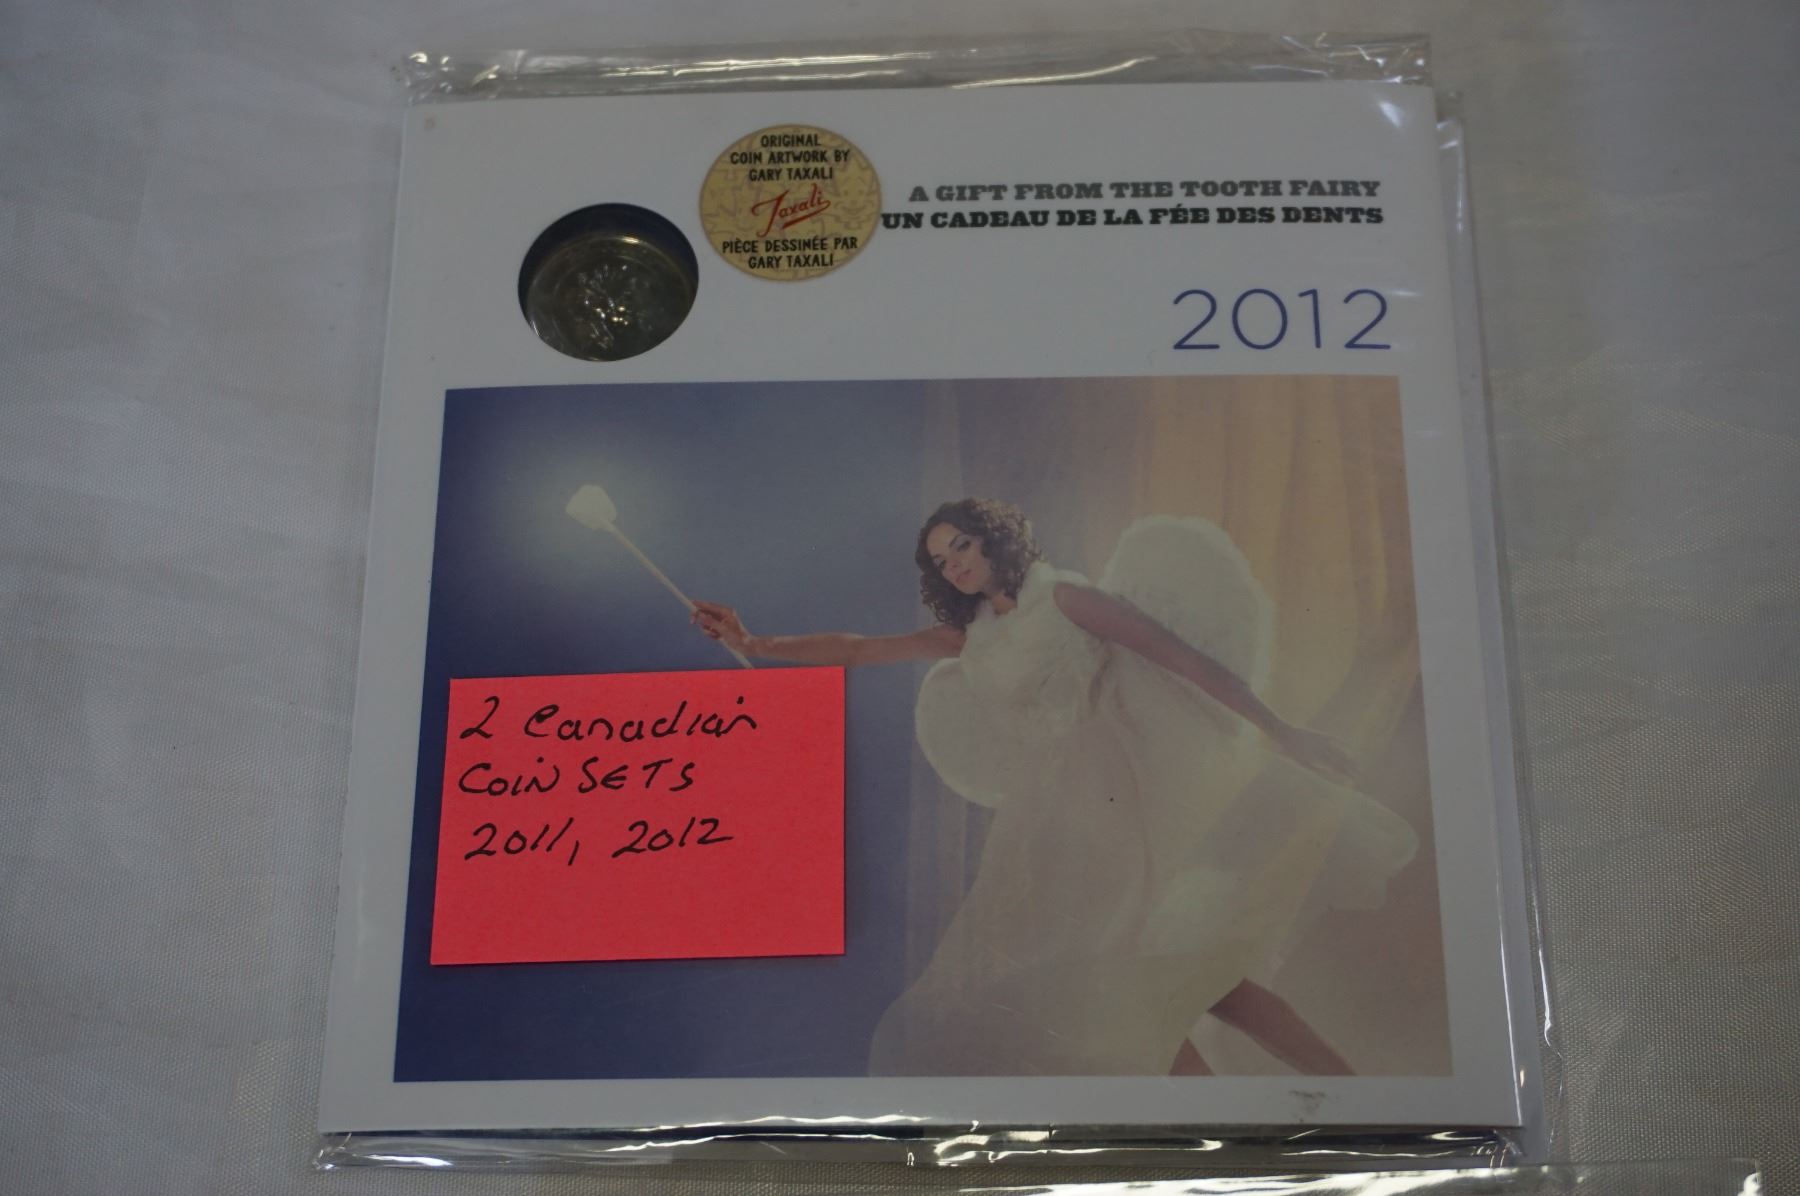 ORIGINAL
COIN ARTWORK BY
GARY TAXALI
Taxali
PIÈCE DESSINÉE PAR
GARY TAXALI
A GIFT FROM THE TOOTH FAIRY
UN CADEAU DE LA FÉE DES DENTS
2012
2 Canadian
COIN SETS
2011, 2012